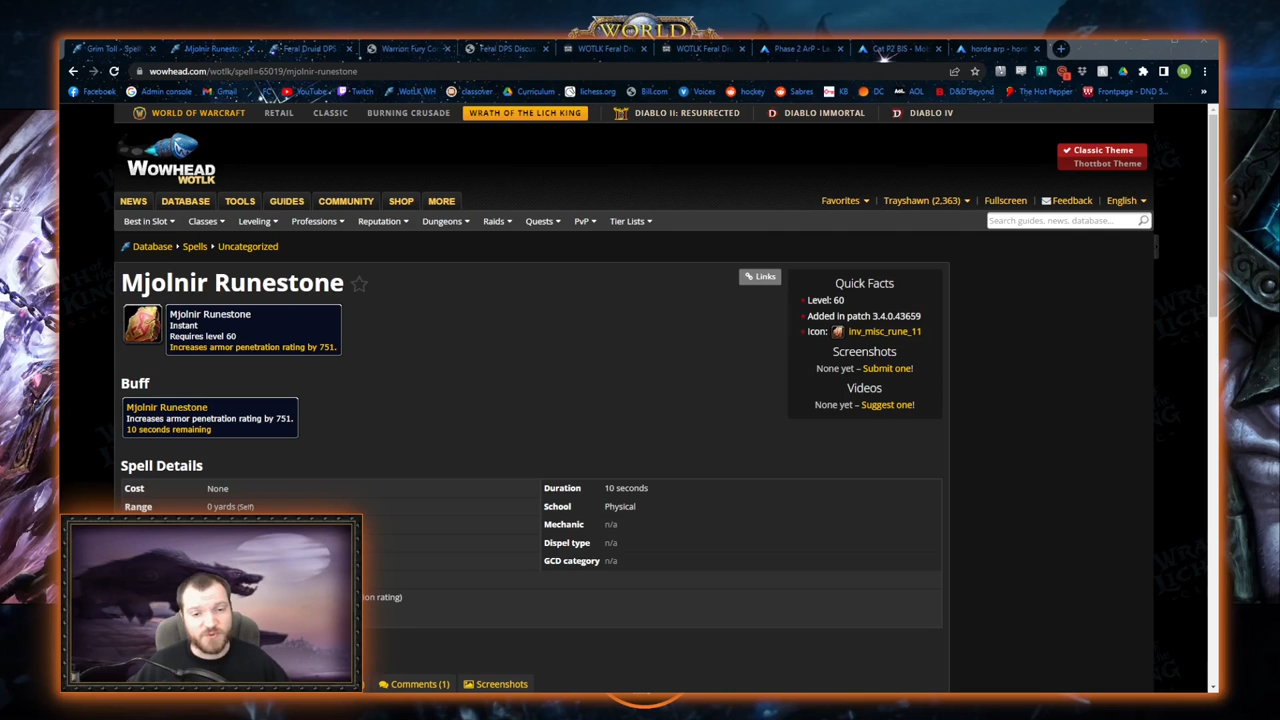 WORLD
Grim Toll - Spell
Mjolnir Runesto
Feral Druid DPS
Warrion Fury Ca
Feral DPS Discus
WOTLK Feral Dr
WOTLK Feral Dr
Phase 2 ArP - La
Cat P2 BIS - Mo
horde arp - hord
wowhead.com/wotlk/spell=65019/mjolnir-runestone
Facebook
Admin console
Gmail
FC
YouTube
Twitch
WotLK WH
classover
Curriculum
lichess.org
Bill.com
Voices
hockey
Sabres
KB
DC
AOL
D&D Beyond
The Hot Pepper
Frontpage - DND 5...
WORLD OF WARCRAFT
RETAIL
CLASSIC
BURNING CRUSADE
WRATH OF THE LICH KING
DIABLO II: RESURRECTED
DIABLO IMMORTAL
DIABLO IV
WOWHEAD
WOTLK
Classic Theme
Thottbot Theme
NEWS
DATABASE
TOOLS
GUIDES
COMMUNITY
SHOP
MORE
Favorites
Trayshawn (2,363)
Fullscreen
Feedback
English
Best in Slot
Classes
Leveling
Professions
Reputation
Dungeons
Raids
Quests
PvP
Tier Lists
Search guides, news, database...
Database
Spells
Uncategorized
Mjolnir Runestone
Links
Mjolnir Runestone
Instant
Requires level 60
Increases armor penetration rating by 751.
Quick Facts
Level: 60
Added in patch 3.4.0.43659
Icon: inv_misc_rune_11
Screenshots
None yet – Submit one!
Videos
None yet – Suggest one!
Buff
Mjolnir Runestone
Increases armor penetration rating by 751.
10 seconds remaining
Spell Details
Cost None
Duration 10 seconds
Range 0 yards (Self)
School Physical
Mechanic n/a
Dispel type n/a
GCD category n/a
ion rating)
Comments (1)
Screenshots